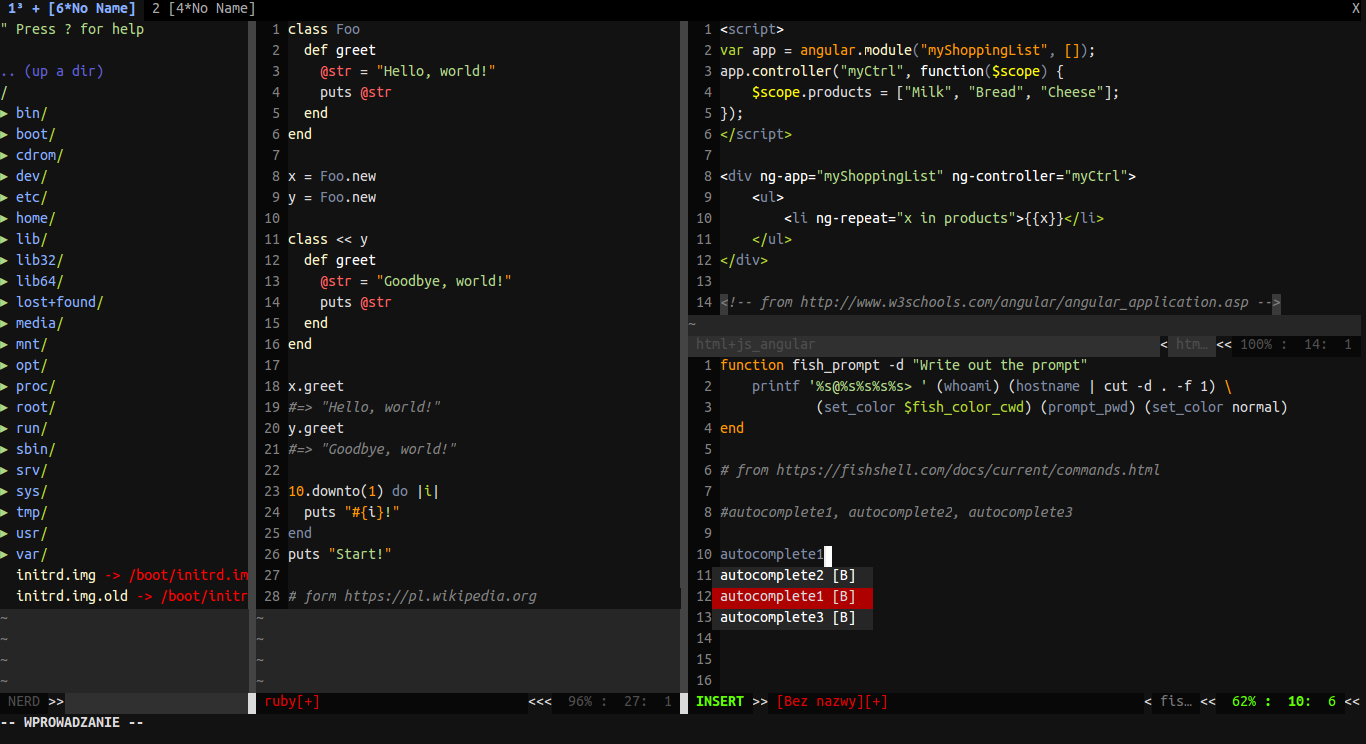 1³ + [6*No Name] 2 [4*No Name] X
" Press ? for help
.. (up a dir)
/
▸ bin/
▸ boot/
▸ cdrom/
▸ dev/
▸ etc/
▸ home/
▸ lib/
▸ lib32/
▸ lib64/
▸ lost+found/
▸ media/
▸ mnt/
▸ opt/
▸ proc/
▸ root/
▸ run/
▸ sbin/
▸ srv/
▸ sys/
▸ tmp/
▸ usr/
▸ var/
initrd.img -> /boot/initrd.im
initrd.img.old -> /boot/initr
~
~
~
~
NERD >>
1 class Foo
2   def greet
3     @str = "Hello, world!"
4     puts @str
5   end
6 end
7
8 x = Foo.new
9 y = Foo.new
10
11 class << y
12   def greet
13     @str = "Goodbye, world!"
14     puts @str
15   end
16 end
17
18 x.greet
19 #=> "Hello, world!"
20 y.greet
21 #=> "Goodbye, world!"
22
23 10.downto(1) do |i|
24   puts "#{i}!"
25 end
26 puts "Start!"
27
28 # form https://pl.wikipedia.org
~
~
~
~
ruby[+] <<< 96% : 27: 1
1 <script>
2 var app = angular.module("myShoppingList", []);
3 app.controller("myCtrl", function($scope) {
4     $scope.products = ["Milk", "Bread", "Cheese"];
5 });
6 </script>
7
8 <div ng-app="myShoppingList" ng-controller="myCtrl">
9     <ul>
10         <li ng-repeat="x in products">{{x}}</li>
11     </ul>
12 </div>
13
14 <!-- from http://www.w3schools.com/angular/angular_application.asp -->
~
html+js_angular < htm… << 100% : 14: 1
1 function fish_prompt -d "Write out the prompt"
2     printf '%s@%s%s%s%s> ' (whoami) (hostname | cut -d . -f 1) \
3             (set_color $fish_color_cwd) (prompt_pwd) (set_color normal)
4 end
5
6 # from https://fishshell.com/docs/current/commands.html
7
8 #autocomplete1, autocomplete2, autocomplete3
9
10 autocomplete1
11 autocomplete2 [B]
12 autocomplete1 [B]
13 autocomplete3 [B]
14
15
16
INSERT >> [Bez nazwy][+] < fis… << 62% : 10: 6 <<
-- WPROWADZANIE --